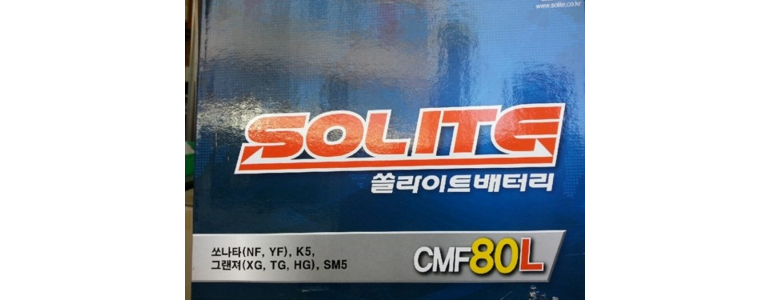 www.solite.co.kr
SOLITE
쏠라이트배터리
쏘나타(NF, YF), K5,
그랜져(XG, TG, HG), SM5
CMF80L